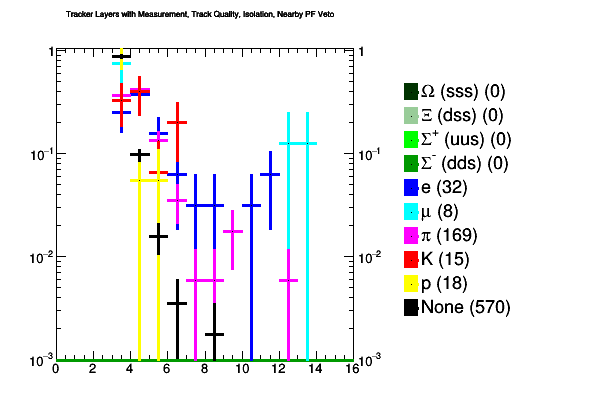 Tracker Layers with Measurement, Track Quality, Isolation, Nearby PF Veto
1 1
10⁻¹ 10⁻¹
10⁻² 10⁻²
10⁻³ 10⁻³
0 2 4 6 8 10 12 14 16
Ω (sss) (0)
Ξ (dss) (0)
Σ⁺ (uus) (0)
Σ⁻ (dds) (0)
e (32)
μ (8)
π (169)
K (15)
p (18)
None (570)